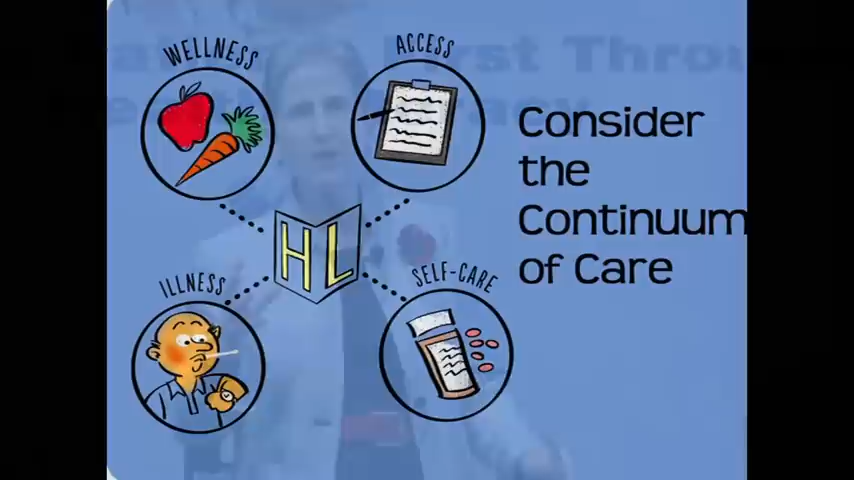 WELLNESS
ACCESS
Consider
the
Continuum
of Care
HL
ILLNESS
SELF-CARE